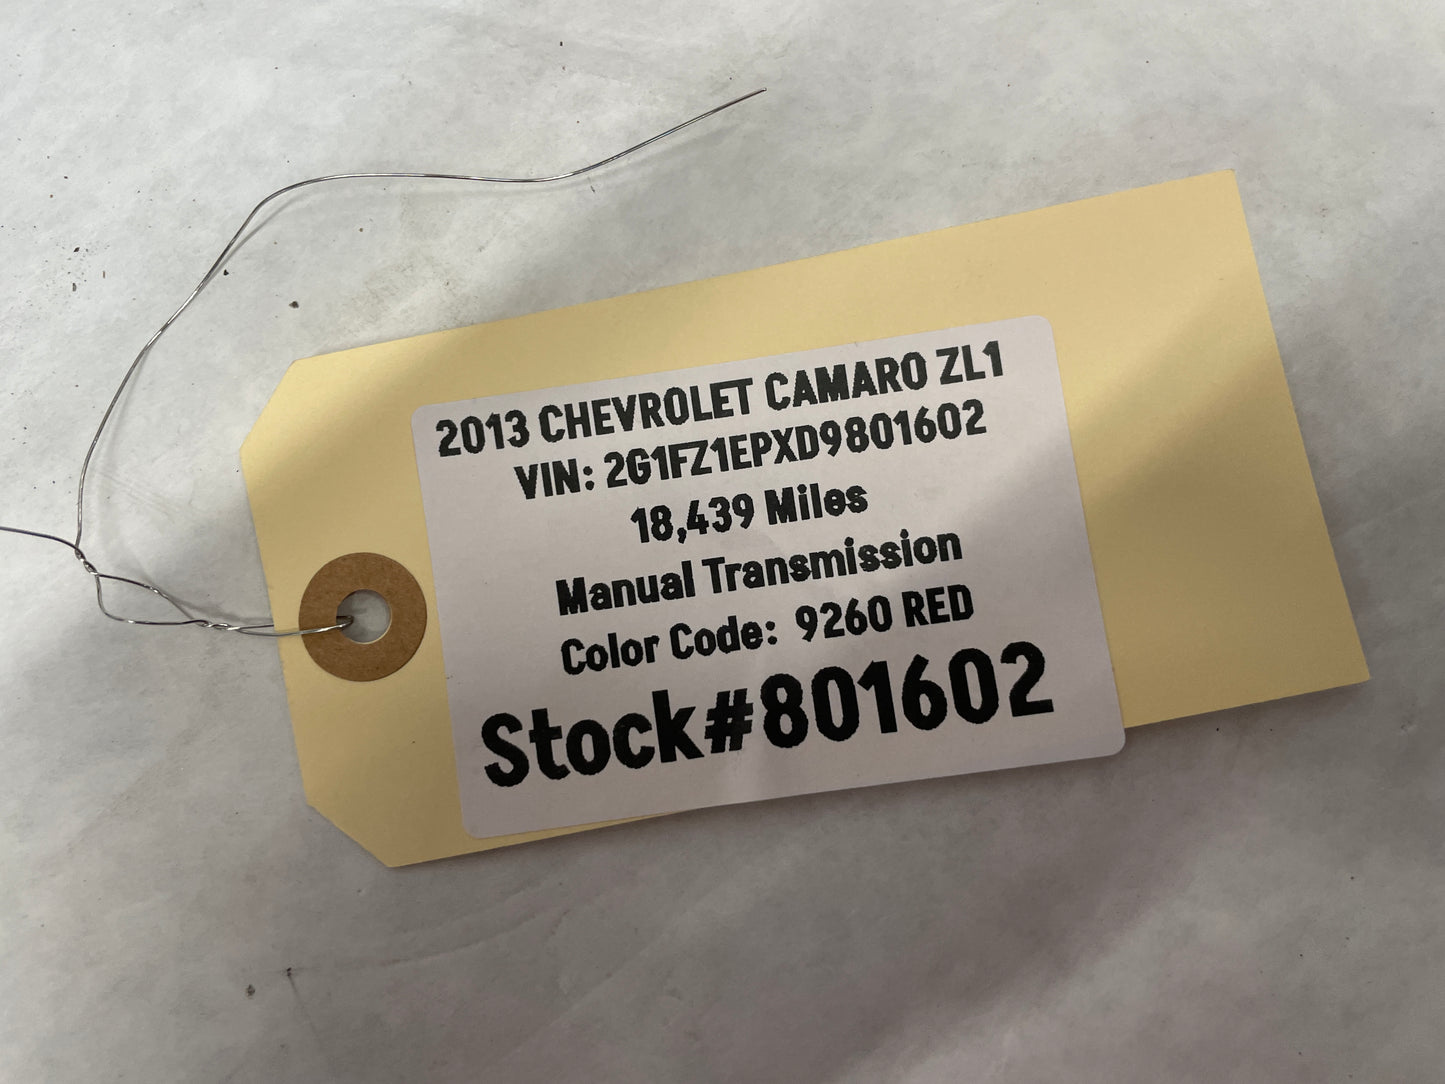 2013 CHEVROLET CAMARO ZL1
VIN: 2G1FZ1EPXD9801602
18,439 Miles
Manual Transmission
Color Code: 9260 RED
Stock#801602